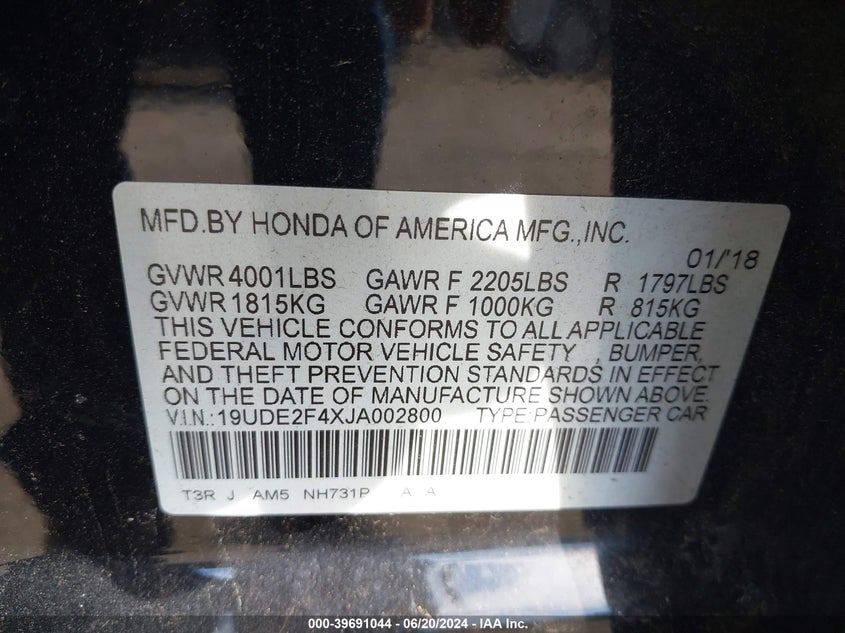 MFD.BY HONDA OF AMERICA MFG.,INC.
01/'18
GVWR 4001LBS GAWR F 2205LBS R 1797LBS
GVWR 1815KG GAWR F 1000KG R 815KG
THIS VEHICLE CONFORMS TO ALL APPLICABLE
FEDERAL MOTOR VEHICLE SAFETY , BUMPER,
AND THEFT PREVENTION STANDARDS IN EFFECT
ON THE DATE OF MANUFACTURE SHOWN ABOVE.
V.I.N.:19UDE2F4XJA002800 TYPE:PASSENGER CAR
T3R J AM5 NH731P A A
000-39691044 | 06/20/2024 - IAA Inc.